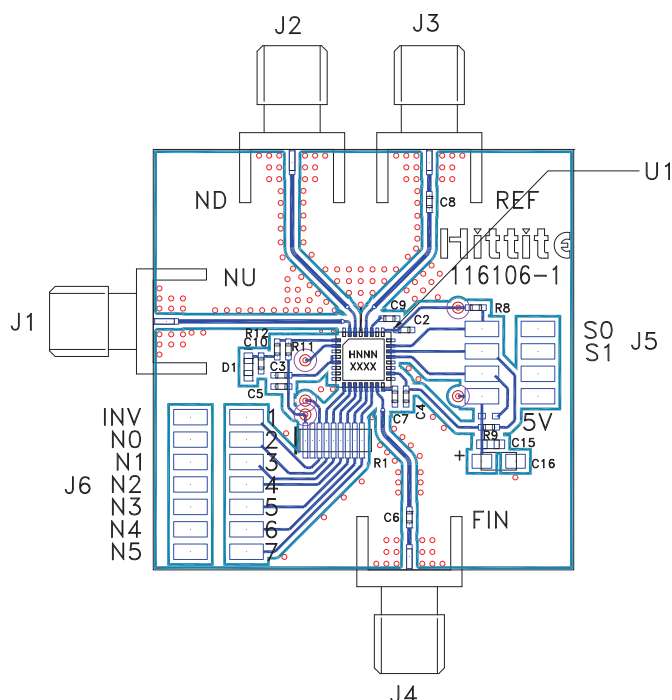 J2
J3
U1
ND
C8
REF
Hittite
116106-1
NU
J1
C9
C2
R8
R12
C10
R11
HNNN
XXXX
S0
S1
J5
D1
C3
C5
C7
C4
INV
N0
N1
N2
N3
N4
N5
J6
1
2
3
4
5
6
7
R1
5V
R9
C15
+
C16
C6
FIN
J4